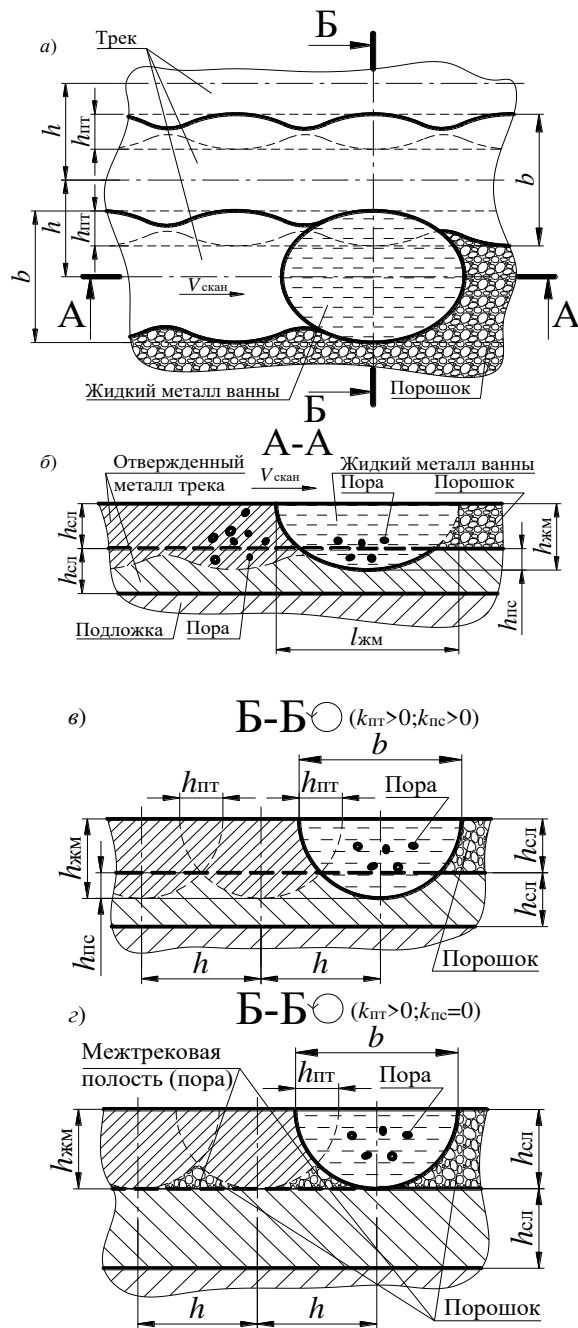 а)
Трек
Б
h
hпт
b
h
hпт
b
Vскан
А
А
Жидкий металл ванны
Б
Порошок
А-А
б)
Отвержденный
металл трека
Vскан
Жидкий металл ванны
Пора
Порошок
hсл
hсл
hжм
hпс
Подложка
Пора
lжм
в)
Б-Б (kпт>0;kпс>0)
b
hпт
hпт
Пора
hжм
hсл
hсл
hпс
h
h
Порошок
г)
Б-Б (kпт>0;kпс=0)
Межтрековая
полость (пора)
b
hпт
Пора
hжм
hсл
hсл
h
h
Порошок